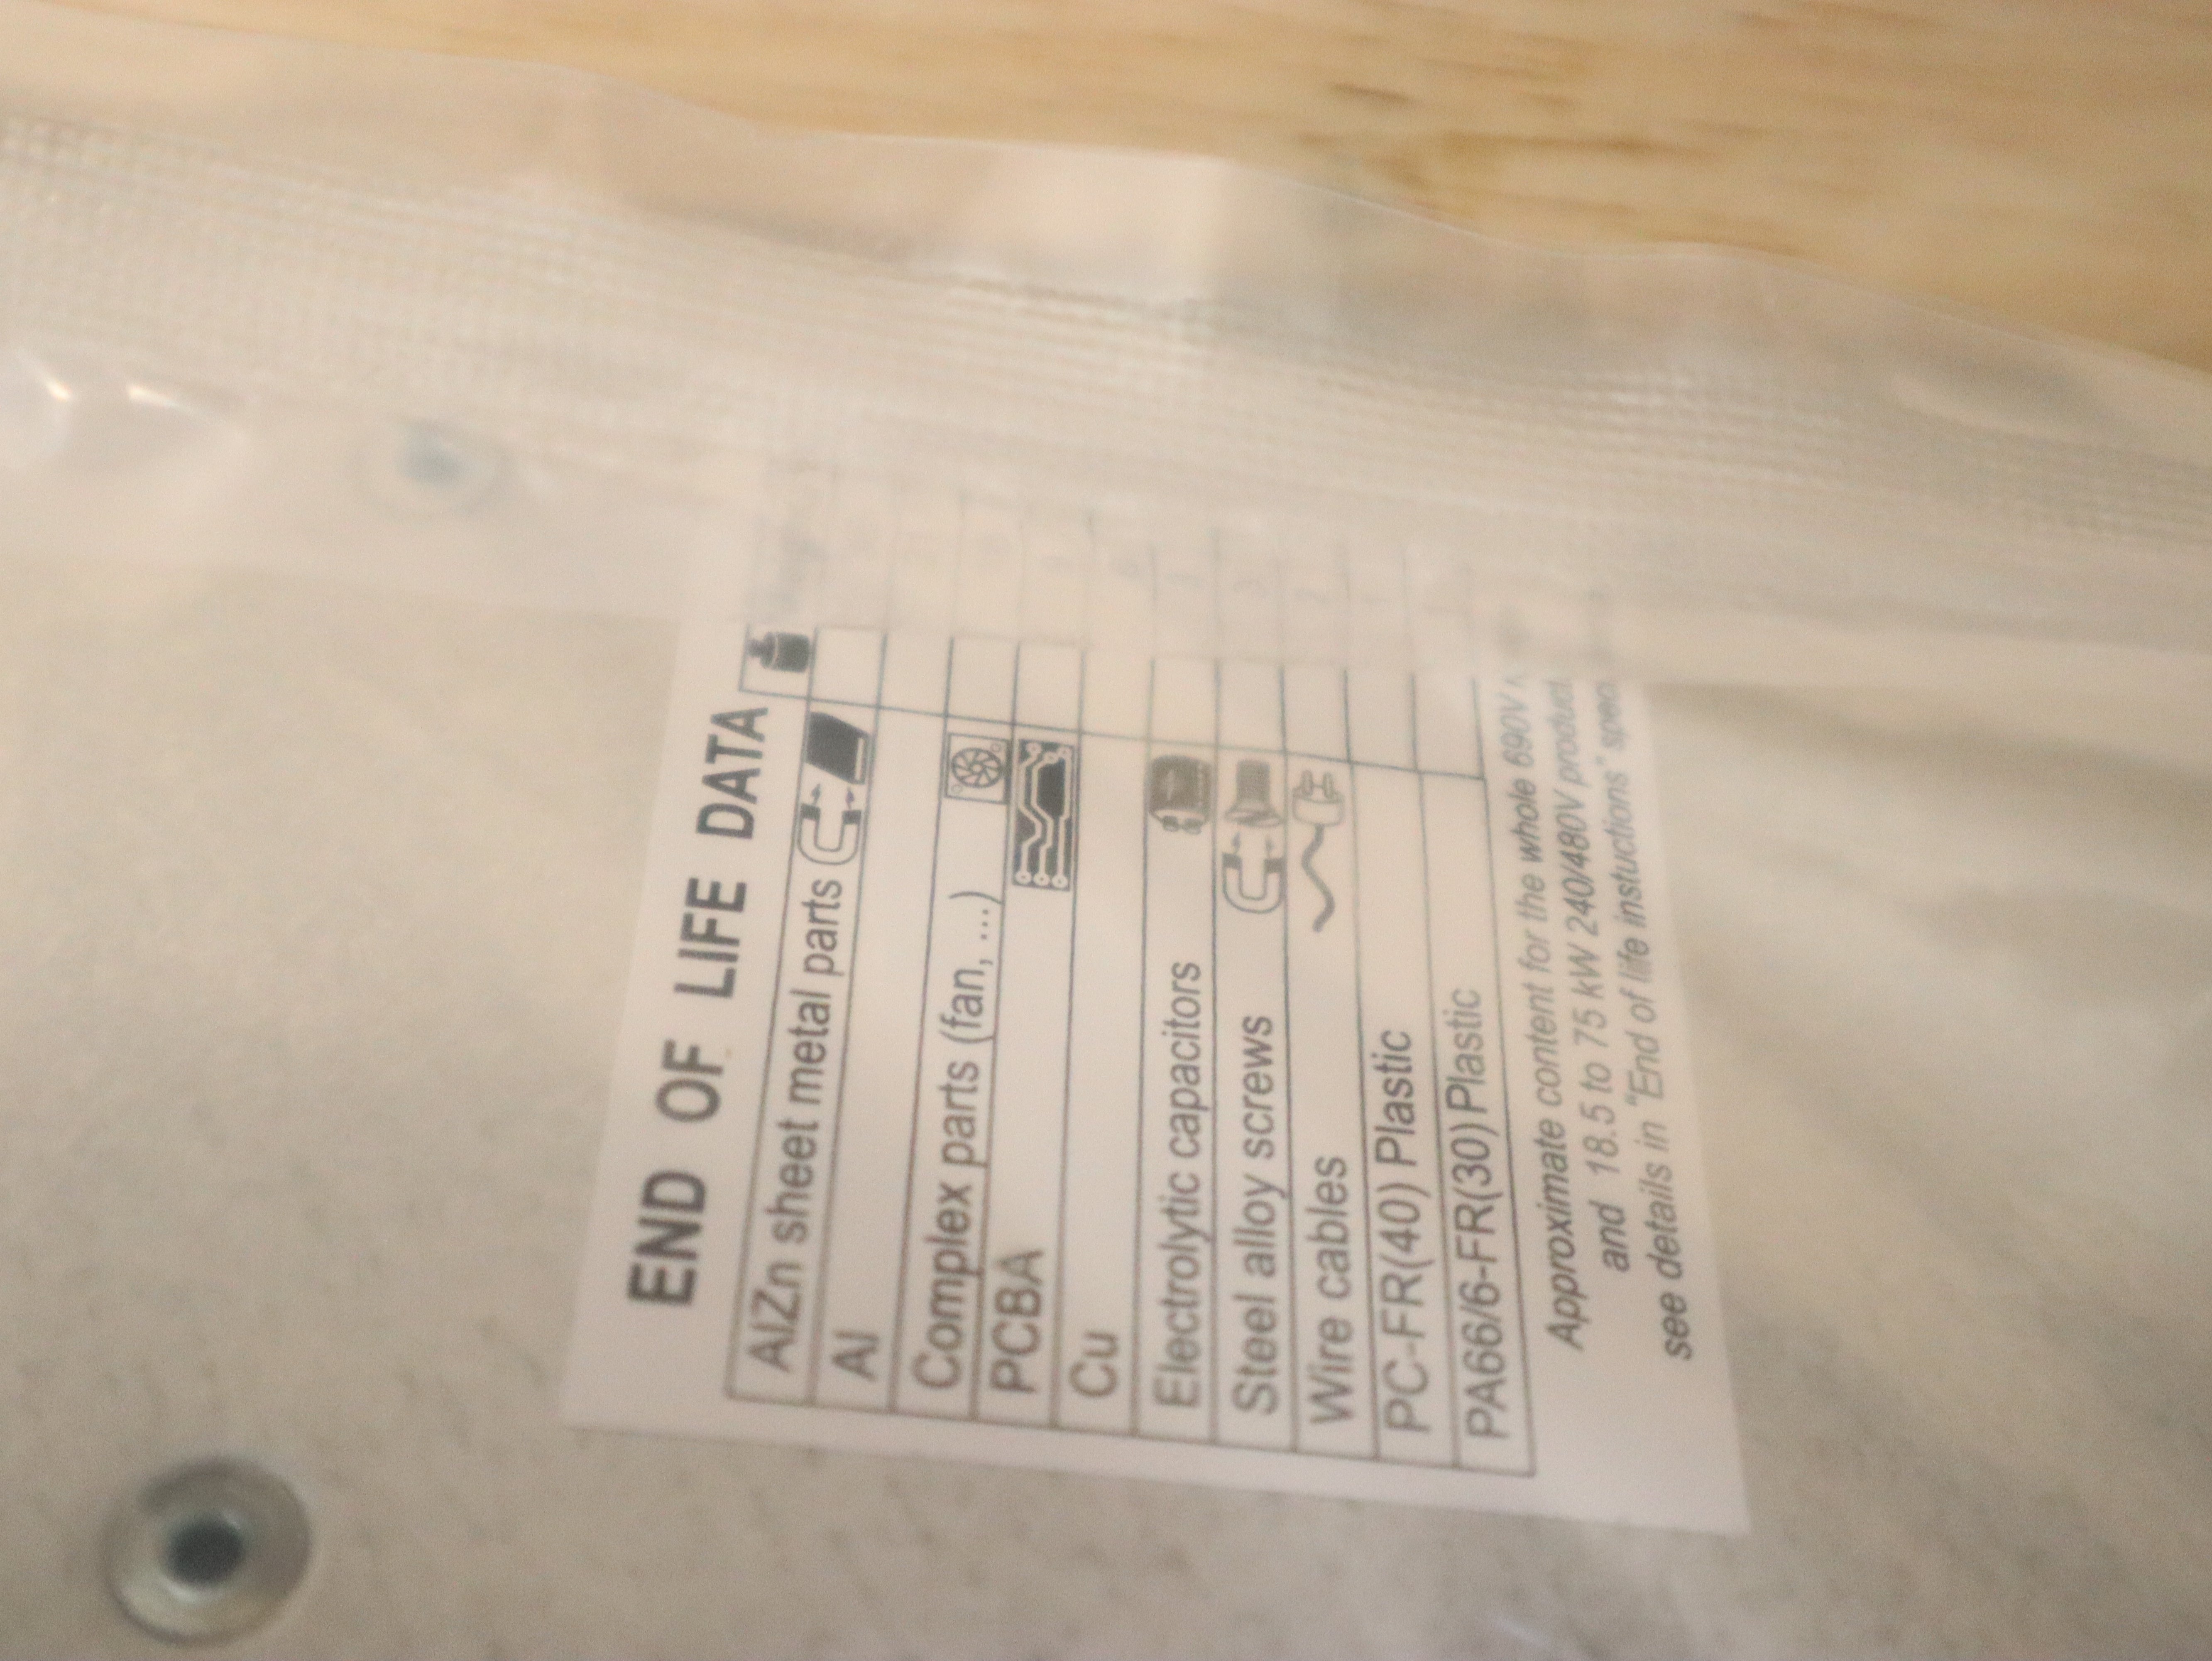 END OF LIFE DATA
AlZn sheet metal parts
Al
Complex parts (fan, ...)
PCBA
Cu
Electrolytic capacitors
Steel alloy screws
Wire cables
PC-FR(40) Plastic
PA66/6-FR(30) Plastic
Approximate content for the whole 690V
and 18.5 to 75 kW 240/480V product
see details in "End of life instuctions"